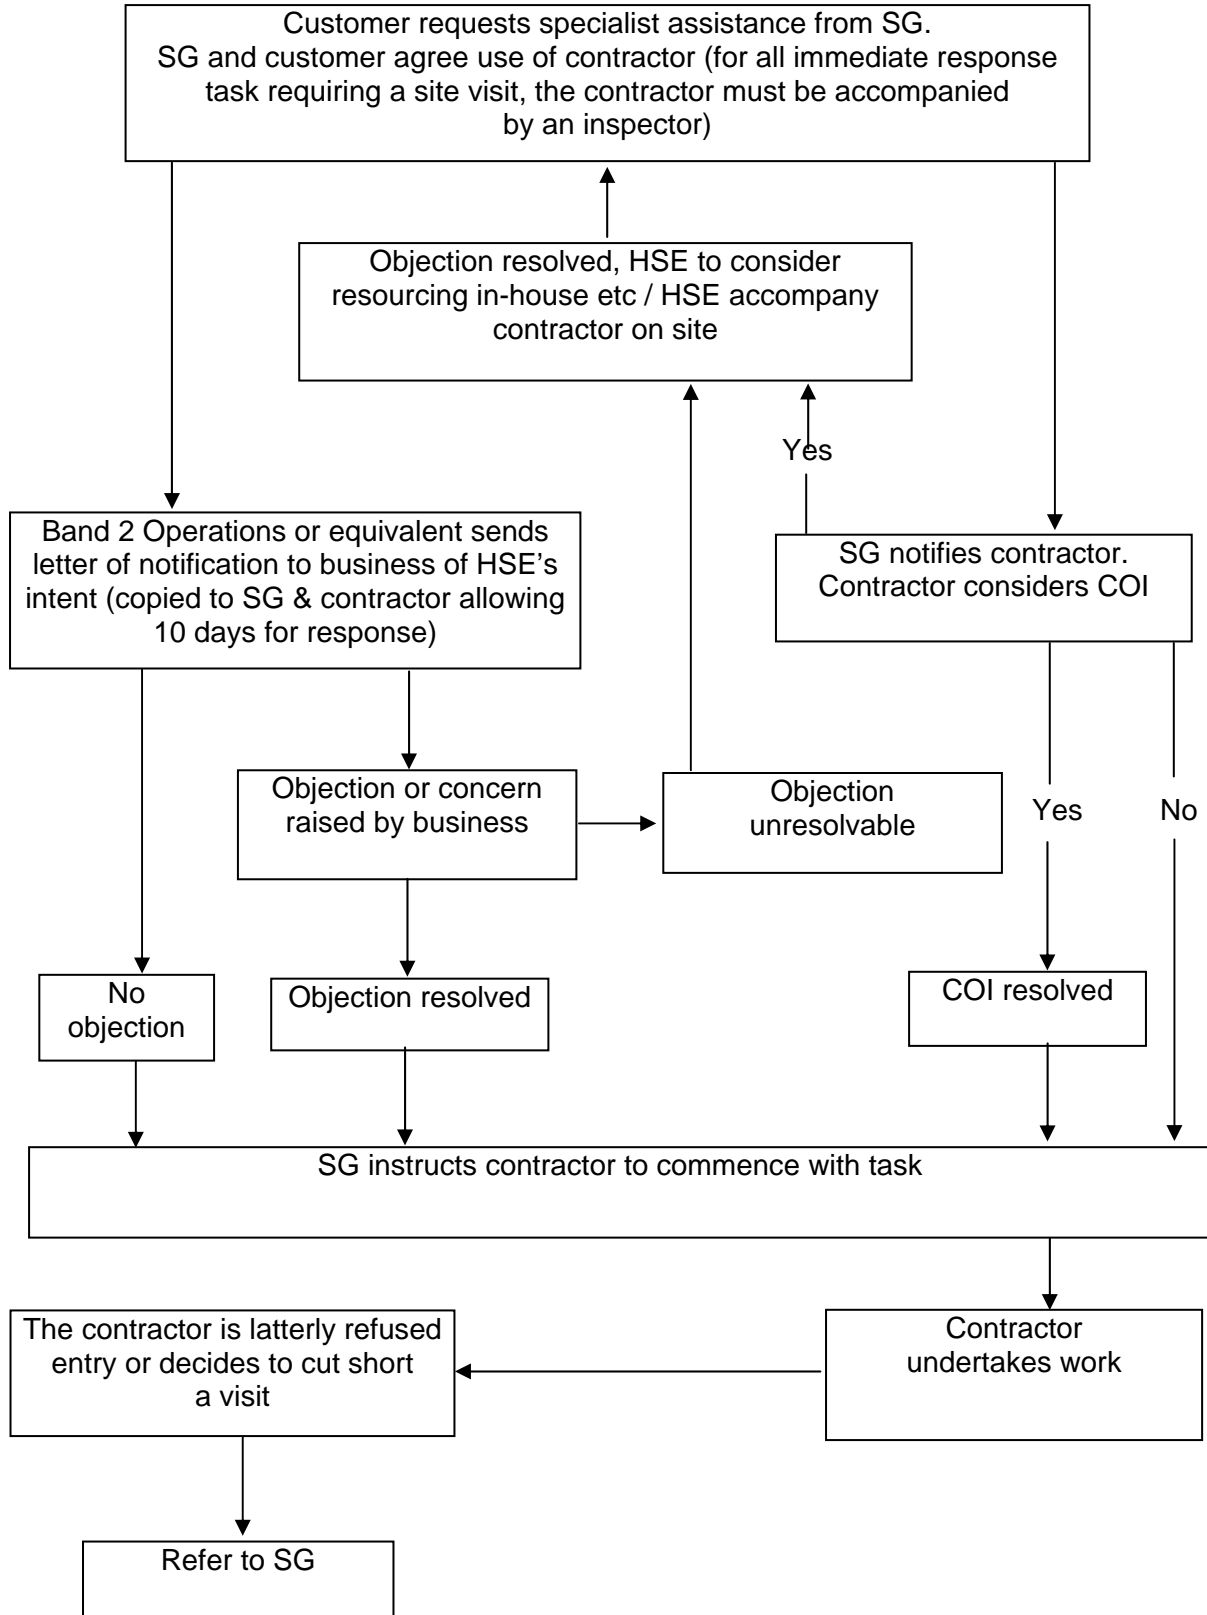 Customer requests specialist assistance from SG.
SG and customer agree use of contractor (for all immediate response
task requiring a site visit, the contractor must be accompanied
by an inspector)
Objection resolved, HSE to consider
resourcing in-house etc / HSE accompany
contractor on site
Yes
Band 2 Operations or equivalent sends
letter of notification to business of HSE’s
intent (copied to SG & contractor allowing
10 days for response)
SG notifies contractor.
Contractor considers COI
Objection or concern
raised by business
Objection
unresolvable
Yes
No
No
objection
Objection resolved
COI resolved
SG instructs contractor to commence with task
The contractor is latterly refused
entry or decides to cut short
a visit
Contractor
undertakes work
Refer to SG